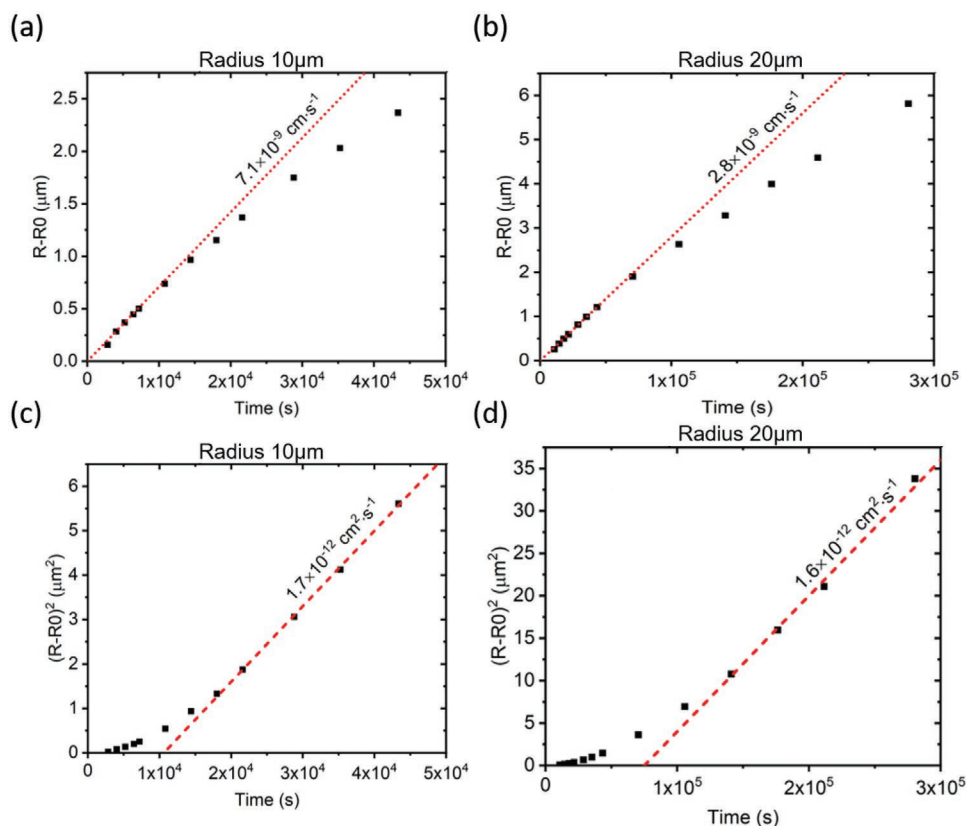 (a)
Radius 10μm
R-R0 (μm)
2.5
2.0
1.5
1.0
0.5
0.0
7.1×10⁻⁹ cm·s⁻¹
0 1x10⁴ 2x10⁴ 3x10⁴ 4x10⁴ 5x10⁴
Time (s)
(b)
Radius 20μm
R-R0 (μm)
6
5
4
3
2
1
0
2.8×10⁻⁹ cm·s⁻¹
0 1x10⁵ 2x10⁵ 3x10⁵
Time (s)
(c)
Radius 10μm
(R-R0)² (μm²)
6
5
4
3
2
1
0
1.7×10⁻¹² cm²·s⁻¹
0 1x10⁴ 2x10⁴ 3x10⁴ 4x10⁴ 5x10⁴
Time (s)
(d)
Radius 20μm
(R-R0)² (μm²)
35
30
25
20
15
10
5
0
1.6×10⁻¹² cm²·s⁻¹
0 1x10⁵ 2x10⁵ 3x10⁵
Time (s)